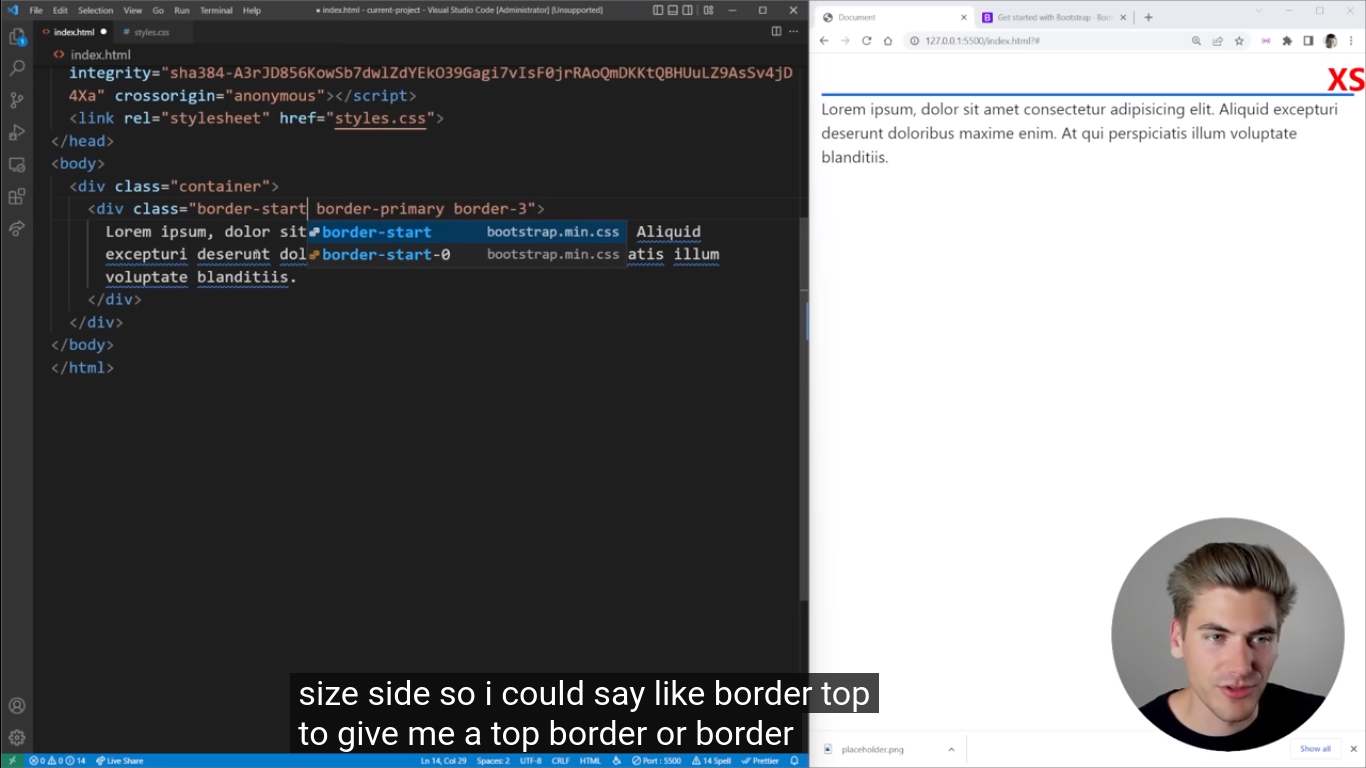 File Edit Selection View Go Run Terminal Help
● index.html - current-project - Visual Studio Code [Administrator] [Unsupported]
<> index.html ● # styles.css
<> index.html
integrity="sha384-A3rJD856KowSb7dwlZdYEkO39Gagi7vIsF0jrRAoQmDKKtQBHUuLZ9AsSv4jD
4Xa" crossorigin="anonymous"></script>
<link rel="stylesheet" href="styles.css">
</head>
<body>
<div class="container">
<div class="border-start border-primary border-3">
Lorem ipsum, dolor sit Aliquid
excepturi deserunt dol atis illum
voluptate blanditiis.
</div>
</div>
</body>
</html>
border-start bootstrap.min.css
border-start-0 bootstrap.min.css
1
0 0 14 Live Share
Ln 14, Col 29 Spaces: 2 UTF-8 CRLF HTML Port : 5500 14 Spell Prettier
Document
Get started with Bootstrap · Boo
127.0.0.1:5500/index.html?#
XS
Lorem ipsum, dolor sit amet consectetur adipisicing elit. Aliquid excepturi
deserunt doloribus maxime enim. At qui perspiciatis illum voluptate
blanditiis.
placeholder.png
Show all
size side so i could say like border top
to give me a top border or border